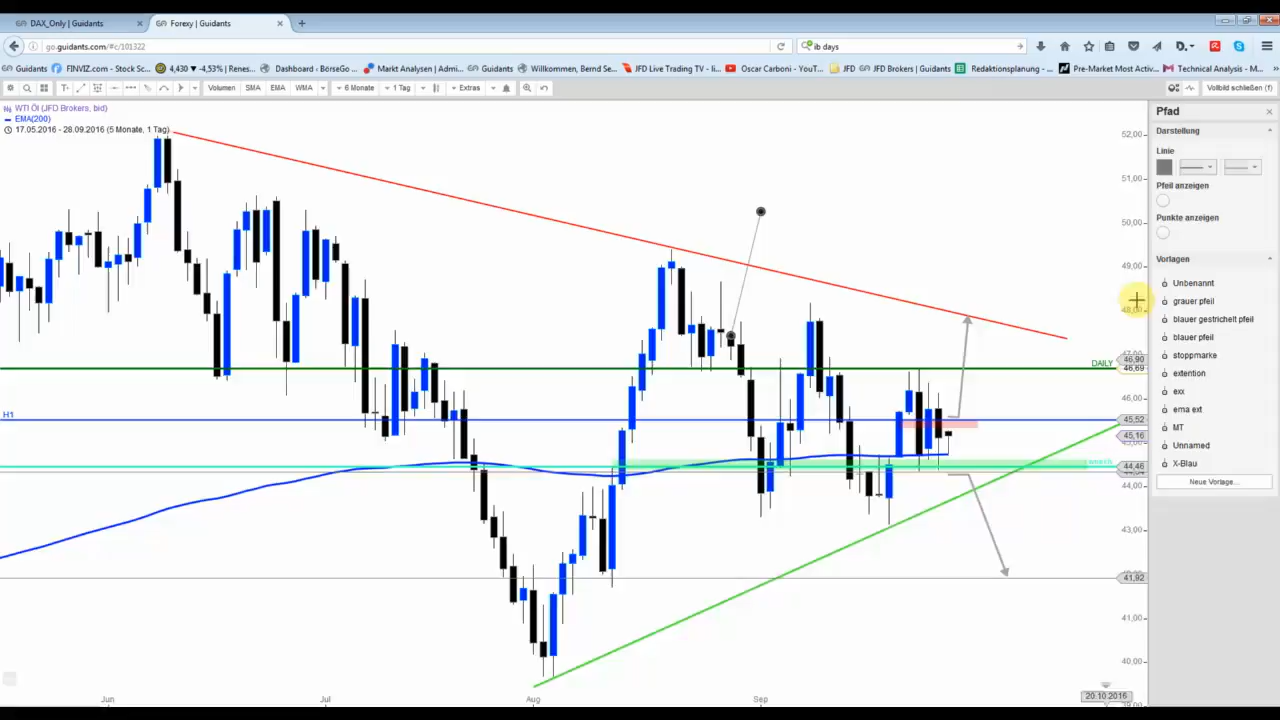 DAX_Only | Guidants
Forexy | Guidants
go.guidants.com/#c/101322
ib days
Guidants
FINVIZ.com - Stock Sc...
4,430 ▼ -4,53% | Renes...
Dashboard ‹ BörseGo ...
Markt Analysen | Admi...
Guidants
Willkommen, Bernd Se...
JFD Live Trading TV - li...
Oscar Carboni - YouT...
JFD
JFD Brokers | Guidants
Redaktionsplanung - ...
Pre-Market Most Activ...
Technical Analysis - M...
Volumen
SMA
EMA
WMA
6 Monate
1 Tag
Extras
Vollbild schließen (f)
WTI Öl (JFD Brokers, bid)
EMA(200)
17.05.2016 - 28.09.2016 (5 Monate, 1 Tag)
52,00
51,00
50,00
49,00
48,00
46,90
DAILY
46,69
46,00
H1
45,52
45,16
44,46
44,00
43,00
41,92
41,00
40,00
Jun
Jul
Aug
Sep
20.10.2016
Pfad
Darstellung
Linie
Pfeil anzeigen
Punkte anzeigen
Vorlagen
Unbenannt
grauer pfeil
blauer gestrichelt pfeil
blauer pfeil
stoppmarke
extention
exx
ema ext
MT
Unnamed
X-Blau
Neue Vorlage...